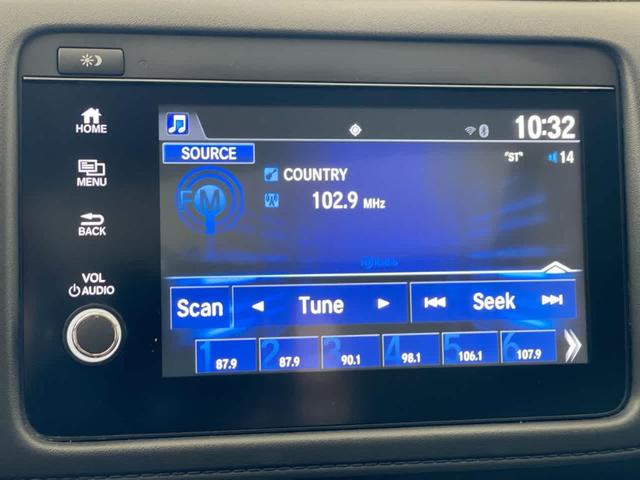 HOME
MENU
BACK
VOL
AUDIO
10:32
SOURCE
"ST" 14
COUNTRY
FM
102.9 MHz
Scan Tune Seek
1 2 3 4 5 6
87.9 87.9 90.1 98.1 106.1 107.9